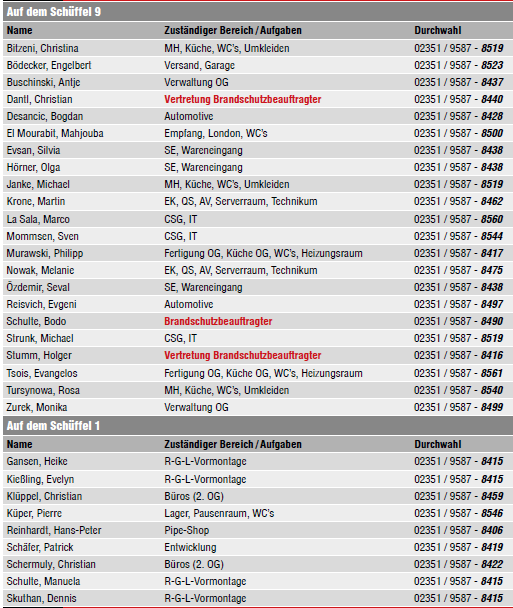 Auf dem Schüffel 9
Name Zuständiger Bereich / Aufgaben Durchwahl
Bitzeni, Christina MH, Küche, WC's, Umkleiden 02351 / 9587 - 8519
Bödecker, Engelbert Versand, Garage 02351 / 9587 - 8523
Buschinski, Antje Verwaltung OG 02351 / 9587 - 8437
Dantl, Christian Vertretung Brandschutzbeauftragter 02351 / 9587 - 8440
Desancic, Bogdan Automotive 02351 / 9587 - 8428
El Mourabit, Mahjouba Empfang, London, WC's 02351 / 9587 - 8500
Evsan, Silvia SE, Wareneingang 02351 / 9587 - 8438
Hörner, Olga SE, Wareneingang 02351 / 9587 - 8438
Janke, Michael MH, Küche, WC's, Umkleiden 02351 / 9587 - 8519
Krone, Martin EK, QS, AV, Serverraum, Technikum 02351 / 9587 - 8462
La Sala, Marco CSG, IT 02351 / 9587 - 8560
Mommsen, Sven CSG, IT 02351 / 9587 - 8544
Murawski, Philipp Fertigung OG, Küche OG, WC's, Heizungsraum 02351 / 9587 - 8417
Nowak, Melanie EK, QS, AV, Serverraum, Technikum 02351 / 9587 - 8475
Özdemir, Seval SE, Wareneingang 02351 / 9587 - 8438
Reisvich, Evgeni Automotive 02351 / 9587 - 8497
Schulte, Bodo Brandschutzbeauftragter 02351 / 9587 - 8490
Strunk, Michael CSG, IT 02351 / 9587 - 8519
Stumm, Holger Vertretung Brandschutzbeauftragter 02351 / 9587 - 8416
Tsois, Evangelos Fertigung OG, Küche OG, WC's, Heizungsraum 02351 / 9587 - 8561
Tursynowa, Rosa MH, Küche, WC's, Umkleiden 02351 / 9587 - 8540
Zurek, Monika Verwaltung OG 02351 / 9587 - 8499
Auf dem Schüffel 1
Name Zuständiger Bereich / Aufgaben Durchwahl
Gansen, Heike R-G-L-Vormontage 02351 / 9587 - 8415
Kießling, Evelyn R-G-L-Vormontage 02351 / 9587 - 8415
Klüppel, Christian Büros (2. OG) 02351 / 9587 - 8459
Küper, Pierre Lager, Pausenraum, WC's 02351 / 9587 - 8546
Reinhardt, Hans-Peter Pipe-Shop 02351 / 9587 - 8406
Schäfer, Patrick Entwicklung 02351 / 9587 - 8419
Schermuly, Christian Büros (2. OG) 02351 / 9587 - 8422
Schulte, Manuela R-G-L-Vormontage 02351 / 9587 - 8415
Skuthan, Dennis R-G-L-Vormontage 02351 / 9587 - 8415